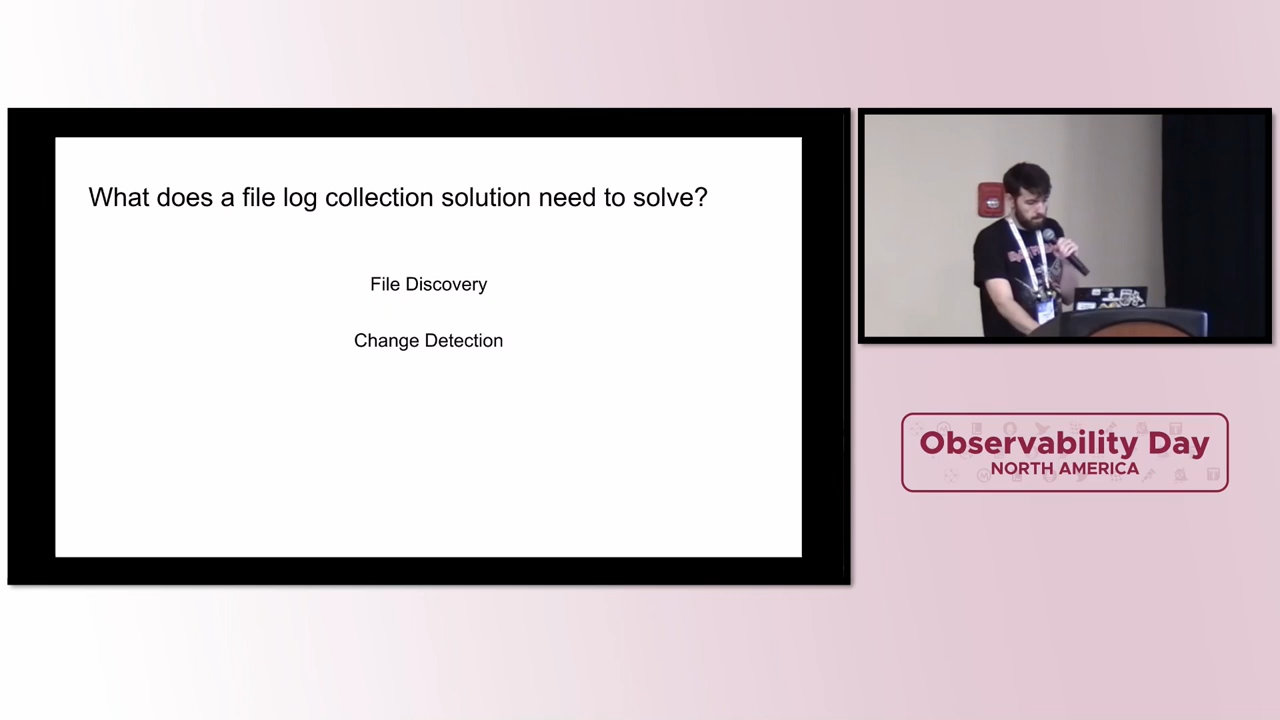 What does a file log collection solution need to solve?
File Discovery
Change Detection
Observability Day
NORTH AMERICA